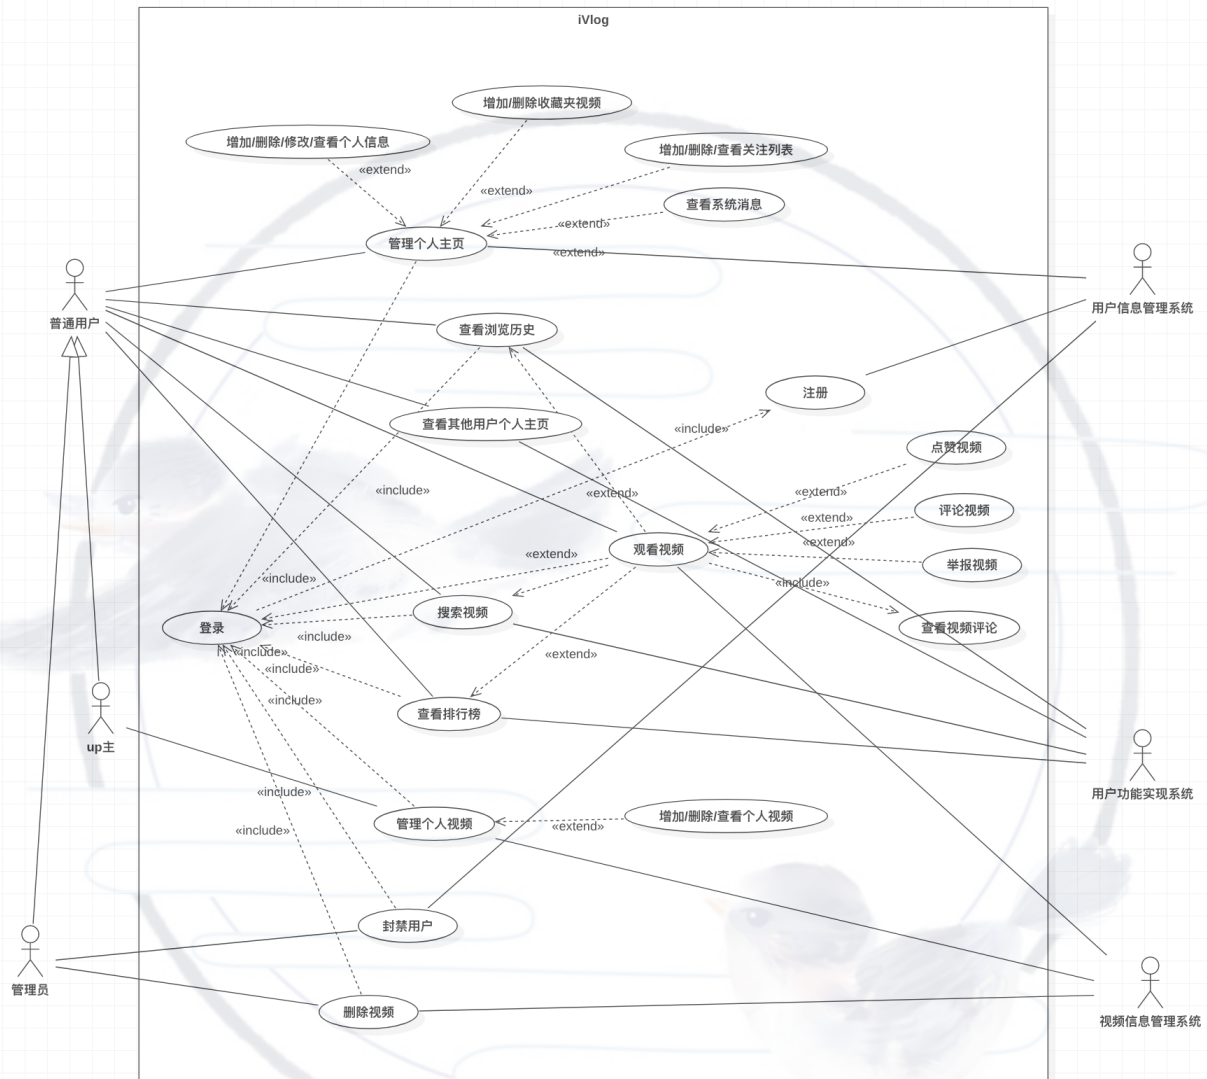 iVlog
增加/删除收藏夹视频
增加/删除/修改/查看个人信息
增加/删除/查看关注列表
«extend»
«extend»
查看系统消息
«extend»
管理个人主页
«extend»
用户信息管理系统
普通用户
查看浏览历史
注册
查看其他用户个人主页
«include»
点赞视频
«include»
«extend»
«extend»
评论视频
«extend»
«extend»
观看视频
«extend»
举报视频
«include»
«include»
搜索视频
登录
查看视频评论
«include»
«include»
«extend»
«include»
«include»
查看排行榜
up主
用户功能实现系统
«include»
管理个人视频
«extend»
增加/删除/查看个人视频
«include»
封禁用户
管理员
删除视频
视频信息管理系统